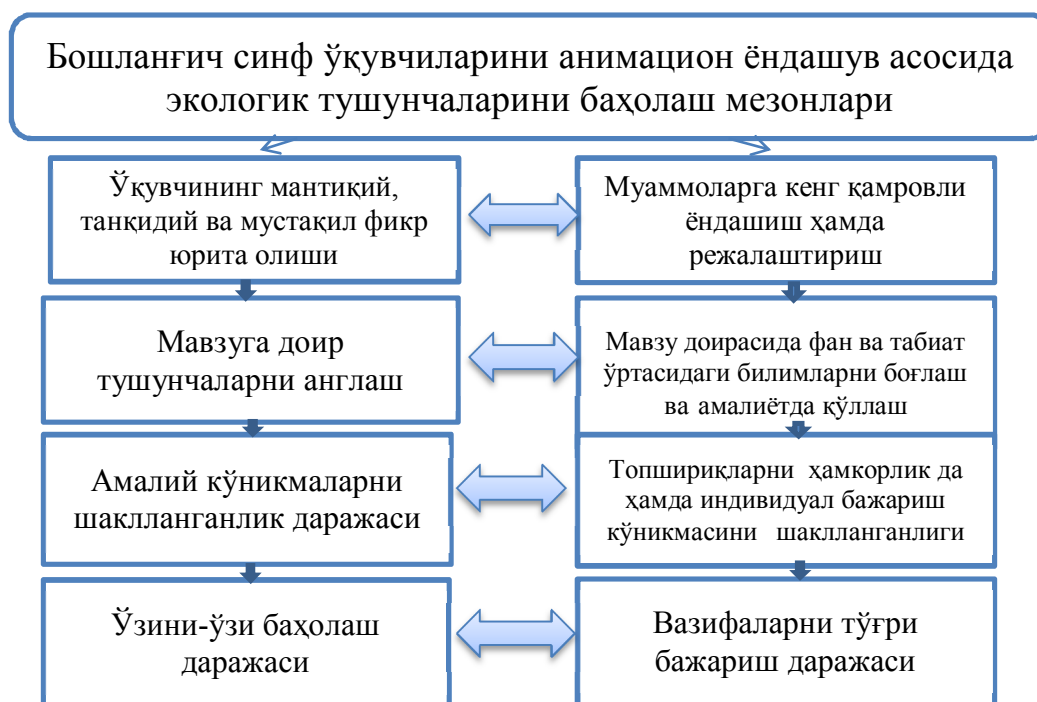 Бошланғич синф ўқувчиларини анимацион ёндашув асосида
экологик тушунчаларини баҳолаш мезонлари
Ўқувчининг мантиқий,
танқидий ва мустақил фикр
юрита олиши
Муаммоларга кенг қамровли
ёндашиш ҳамда
режалаштириш
Мавзуга доир
тушунчаларни англаш
Мавзу доирасида фан ва табиат
ўртасидаги билимларни боғлаш
ва амалиётда қўллаш
Амалий кўникмаларни
шаклланганлик даражаси
Топшириқларни ҳамкорлик да
ҳамда индивидуал бажариш
кўникмасини шаклланганлиги
Ўзини-ўзи баҳолаш
даражаси
Вазифаларни тўғри
бажариш даражаси